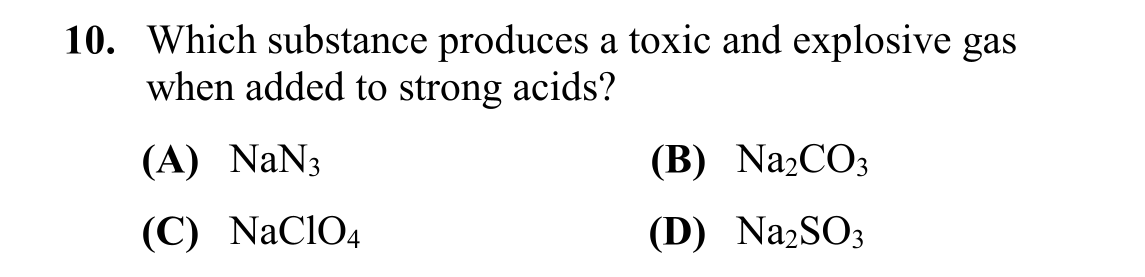 10. Which substance produces a toxic and explosive gas
when added to strong acids?
(A) NaN₃ (B) Na₂CO₃
(C) NaClO₄ (D) Na₂SO₃